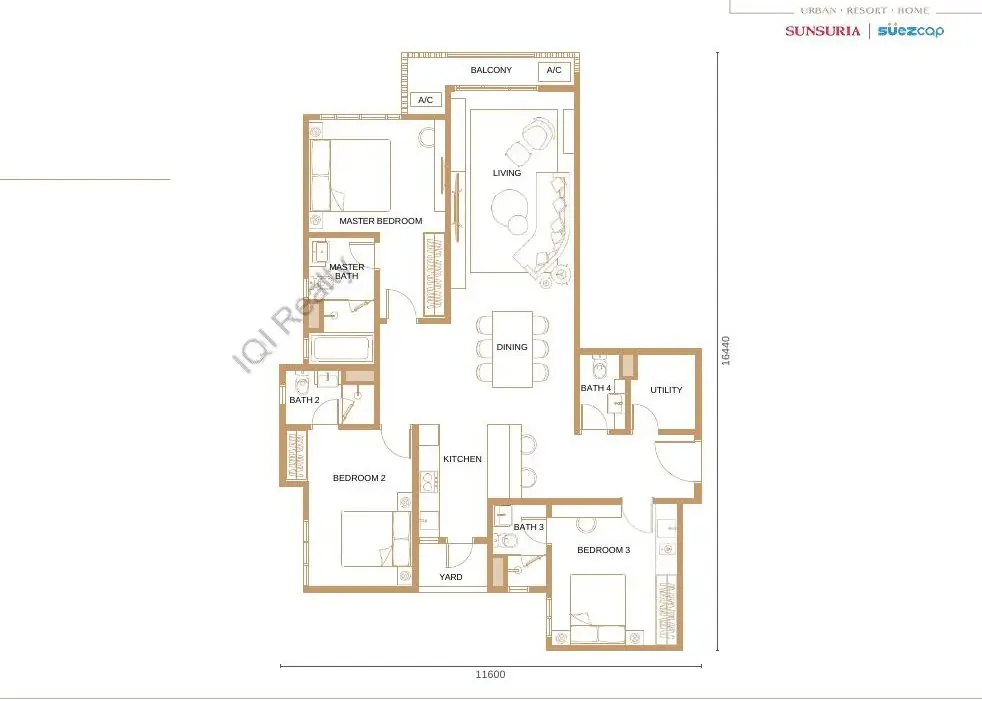 URBAN · RESORT · HOME
SUNSURIA | süezcap
BALCONY
A/C
A/C
LIVING
MASTER BEDROOM
MASTER
BATH
IQI Realty
DINING
16440
BATH 4
UTILITY
BATH 2
KITCHEN
BEDROOM 2
BATH 3
BEDROOM 3
YARD
11600